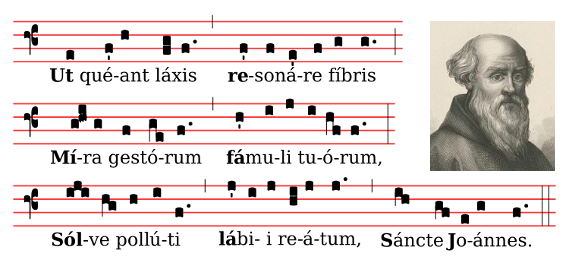 Ut qué-ant láxis re-soná-re fíbris
Mí-ra gestó-rum fámu-li tu-ó-rum,
Sól-ve pollú-ti lábi- i re-á-tum, Sáncte Jo-ánnes.